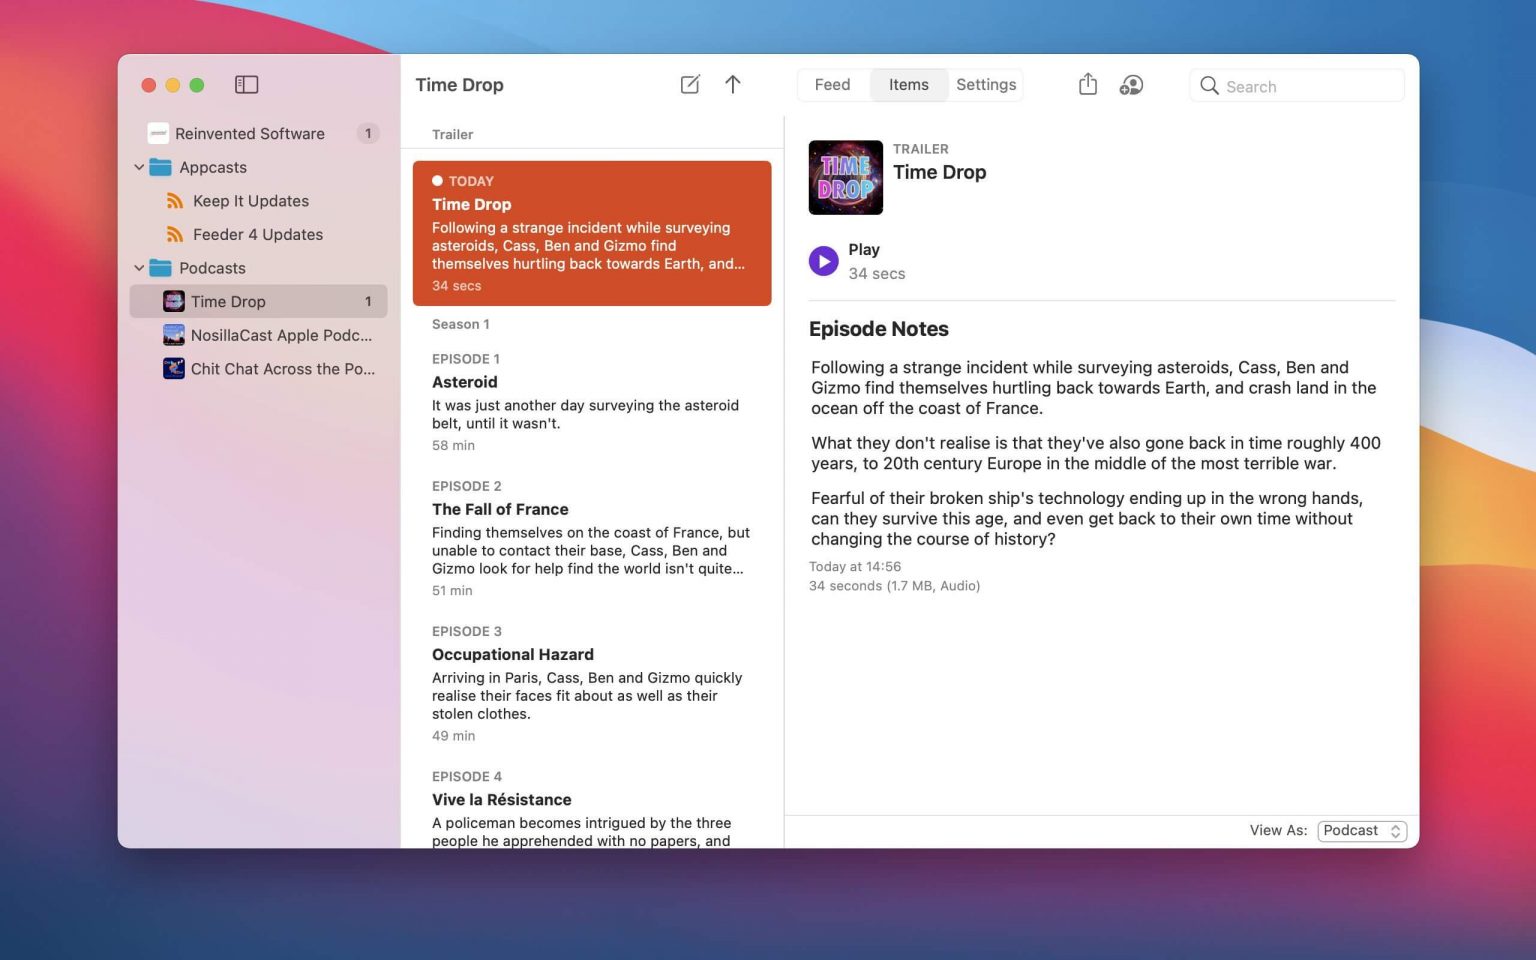 Reinvented Software 1
Appcasts
Keep It Updates
Feeder 4 Updates
Podcasts
Time Drop 1
NosillaCast Apple Podc...
Chit Chat Across the Po...
Time Drop
Trailer
TODAY
Time Drop
Following a strange incident while surveying
asteroids, Cass, Ben and Gizmo find
themselves hurtling back towards Earth, and...
34 secs
Season 1
EPISODE 1
Asteroid
It was just another day surveying the asteroid
belt, until it wasn't.
58 min
EPISODE 2
The Fall of France
Finding themselves on the coast of France, but
unable to contact their base, Cass, Ben and
Gizmo look for help find the world isn't quite...
51 min
EPISODE 3
Occupational Hazard
Arriving in Paris, Cass, Ben and Gizmo quickly
realise their faces fit about as well as their
stolen clothes.
49 min
EPISODE 4
Vive la Résistance
A policeman becomes intrigued by the three
people he apprehended with no papers, and
Feed Items Settings
Search
TIME
DROP
TRAILER
Time Drop
Play
34 secs
Episode Notes
Following a strange incident while surveying asteroids, Cass, Ben and
Gizmo find themselves hurtling back towards Earth, and crash land in the
ocean off the coast of France.
What they don't realise is that they've also gone back in time roughly 400
years, to 20th century Europe in the middle of the most terrible war.
Fearful of their broken ship's technology ending up in the wrong hands,
can they survive this age, and even get back to their own time without
changing the course of history?
Today at 14:56
34 seconds (1.7 MB, Audio)
View As: Podcast